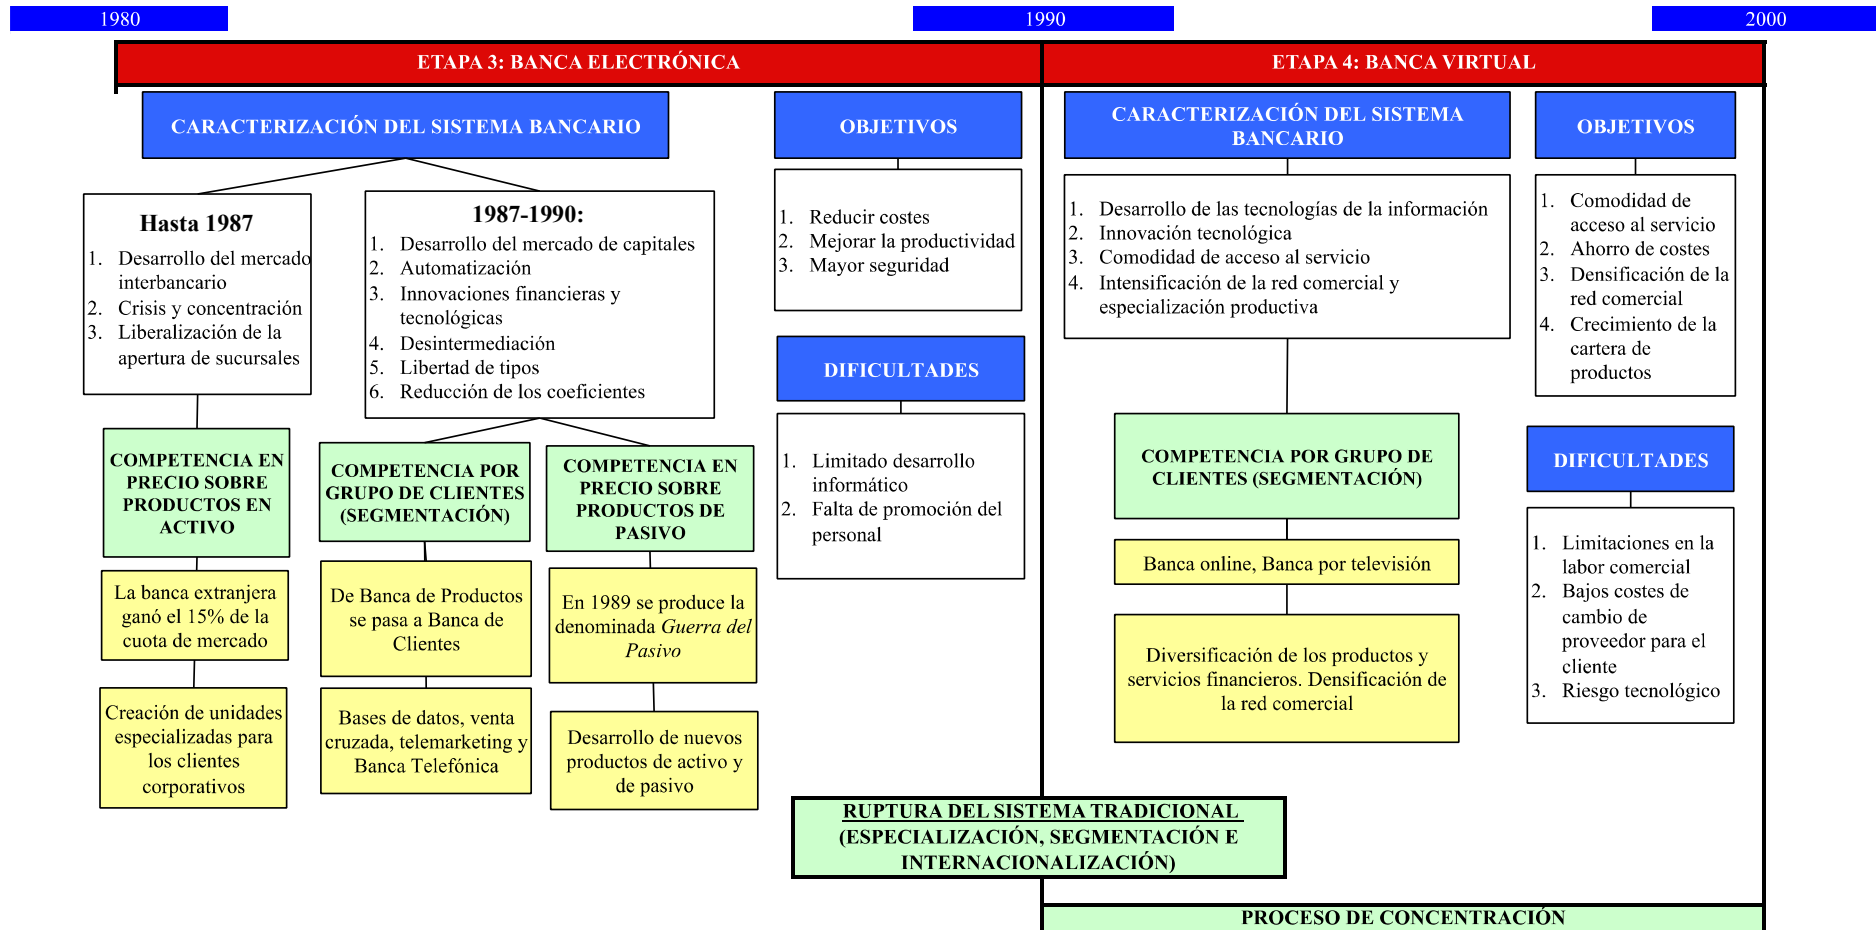 1980
1990
2000
ETAPA 3: BANCA ELECTRÓNICA
ETAPA 4: BANCA VIRTUAL
CARACTERIZACIÓN DEL SISTEMA BANCARIO
Hasta 1987
1. Desarrollo del mercado
interbancario
2. Crisis y concentración
3. Liberalización de la
apertura de sucursales
1987-1990:
1. Desarrollo del mercado de capitales
2. Automatización
3. Innovaciones financieras y
tecnológicas
4. Desintermediación
5. Libertad de tipos
6. Reducción de los coeficientes
COMPETENCIA EN
PRECIO SOBRE
PRODUCTOS EN
ACTIVO
La banca extranjera
ganó el 15% de la
cuota de mercado
Creación de unidades
especializadas para
los clientes
corporativos
COMPETENCIA POR
GRUPO DE CLIENTES
(SEGMENTACIÓN)
De Banca de Productos
se pasa a Banca de
Clientes
Bases de datos, venta
cruzada, telemarketing y
Banca Telefónica
COMPETENCIA EN
PRECIO SOBRE
PRODUCTOS DE
PASIVO
En 1989 se produce la
denominada Guerra del
Pasivo
Desarrollo de nuevos
productos de activo y
de pasivo
OBJETIVOS
1. Reducir costes
2. Mejorar la productividad
3. Mayor seguridad
DIFICULTADES
1. Limitado desarrollo
informático
2. Falta de promoción del
personal
CARACTERIZACIÓN DEL SISTEMA
BANCARIO
1. Desarrollo de las tecnologías de la información
2. Innovación tecnológica
3. Comodidad de acceso al servicio
4. Intensificación de la red comercial y
especialización productiva
COMPETENCIA POR GRUPO DE
CLIENTES (SEGMENTACIÓN)
Banca online, Banca por televisión
Diversificación de los productos y
servicios financieros. Densificación de
la red comercial
OBJETIVOS
1. Comodidad de
acceso al servicio
2. Ahorro de costes
3. Densificación de la
red comercial
4. Crecimiento de la
cartera de
productos
DIFICULTADES
1. Limitaciones en la
labor comercial
2. Bajos costes de
cambio de
proveedor para el
cliente
3. Riesgo tecnológico
RUPTURA DEL SISTEMA TRADICIONAL
(ESPECIALIZACIÓN, SEGMENTACIÓN E
INTERNACIONALIZACIÓN)
PROCESO DE CONCENTRACIÓN